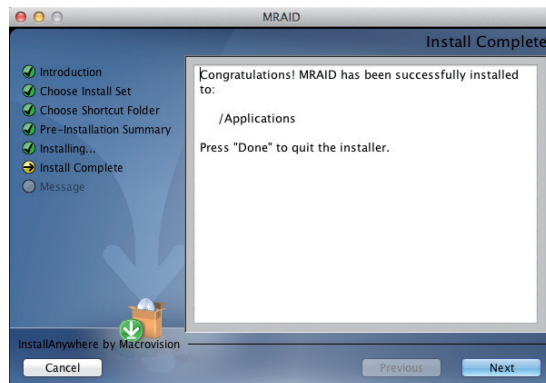 MRAID
Install Complete
Introduction
Choose Install Set
Choose Shortcut Folder
Pre-Installation Summary
Installing...
Install Complete
Message
Congratulations! MRAID has been successfully installed
to:
/Applications
Press "Done" to quit the installer.
InstallAnywhere by Macrovision
Cancel
Previous
Next